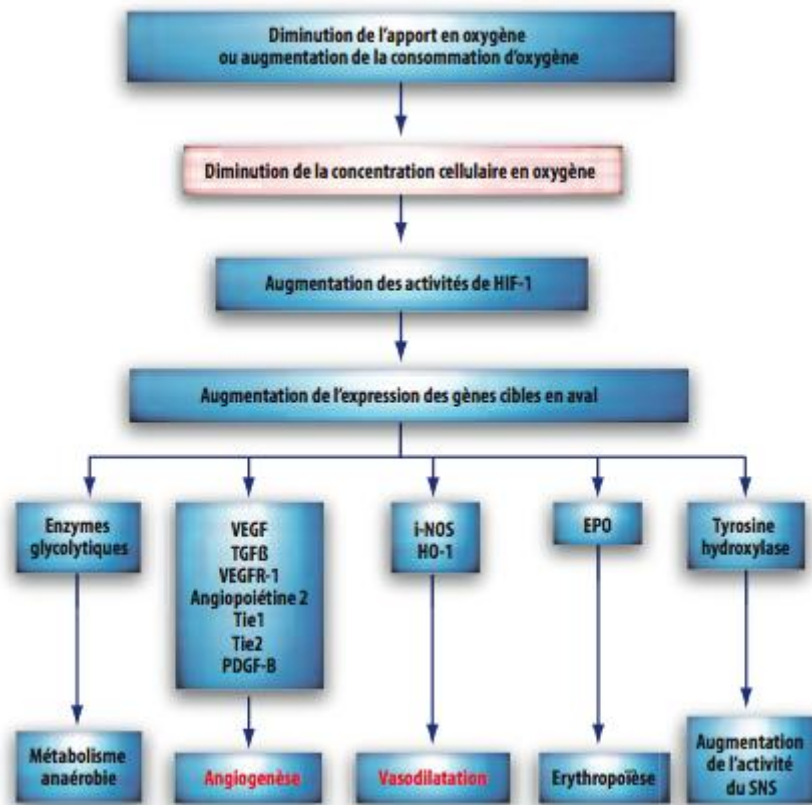 Diminution de l'apport en oxygène
ou augmentation de la consommation d'oxygène
Diminution de la concentration cellulaire en oxygène
Augmentation des activités de HIF-1
Augmentation de l'expression des gènes cibles en aval
Enzymes
glycolytiques
VEGF
TGFß
VEGFR-1
Angiopoiétine 2
Tie1
Tie2
PDGF-B
i-NOS
HO-1
EPO
Tyrosine
hydroxylase
Métabolisme
anaérobie
Angiogenèse
Vasodilatation
Erythropoïèse
Augmentation
de l'activité
du SNS